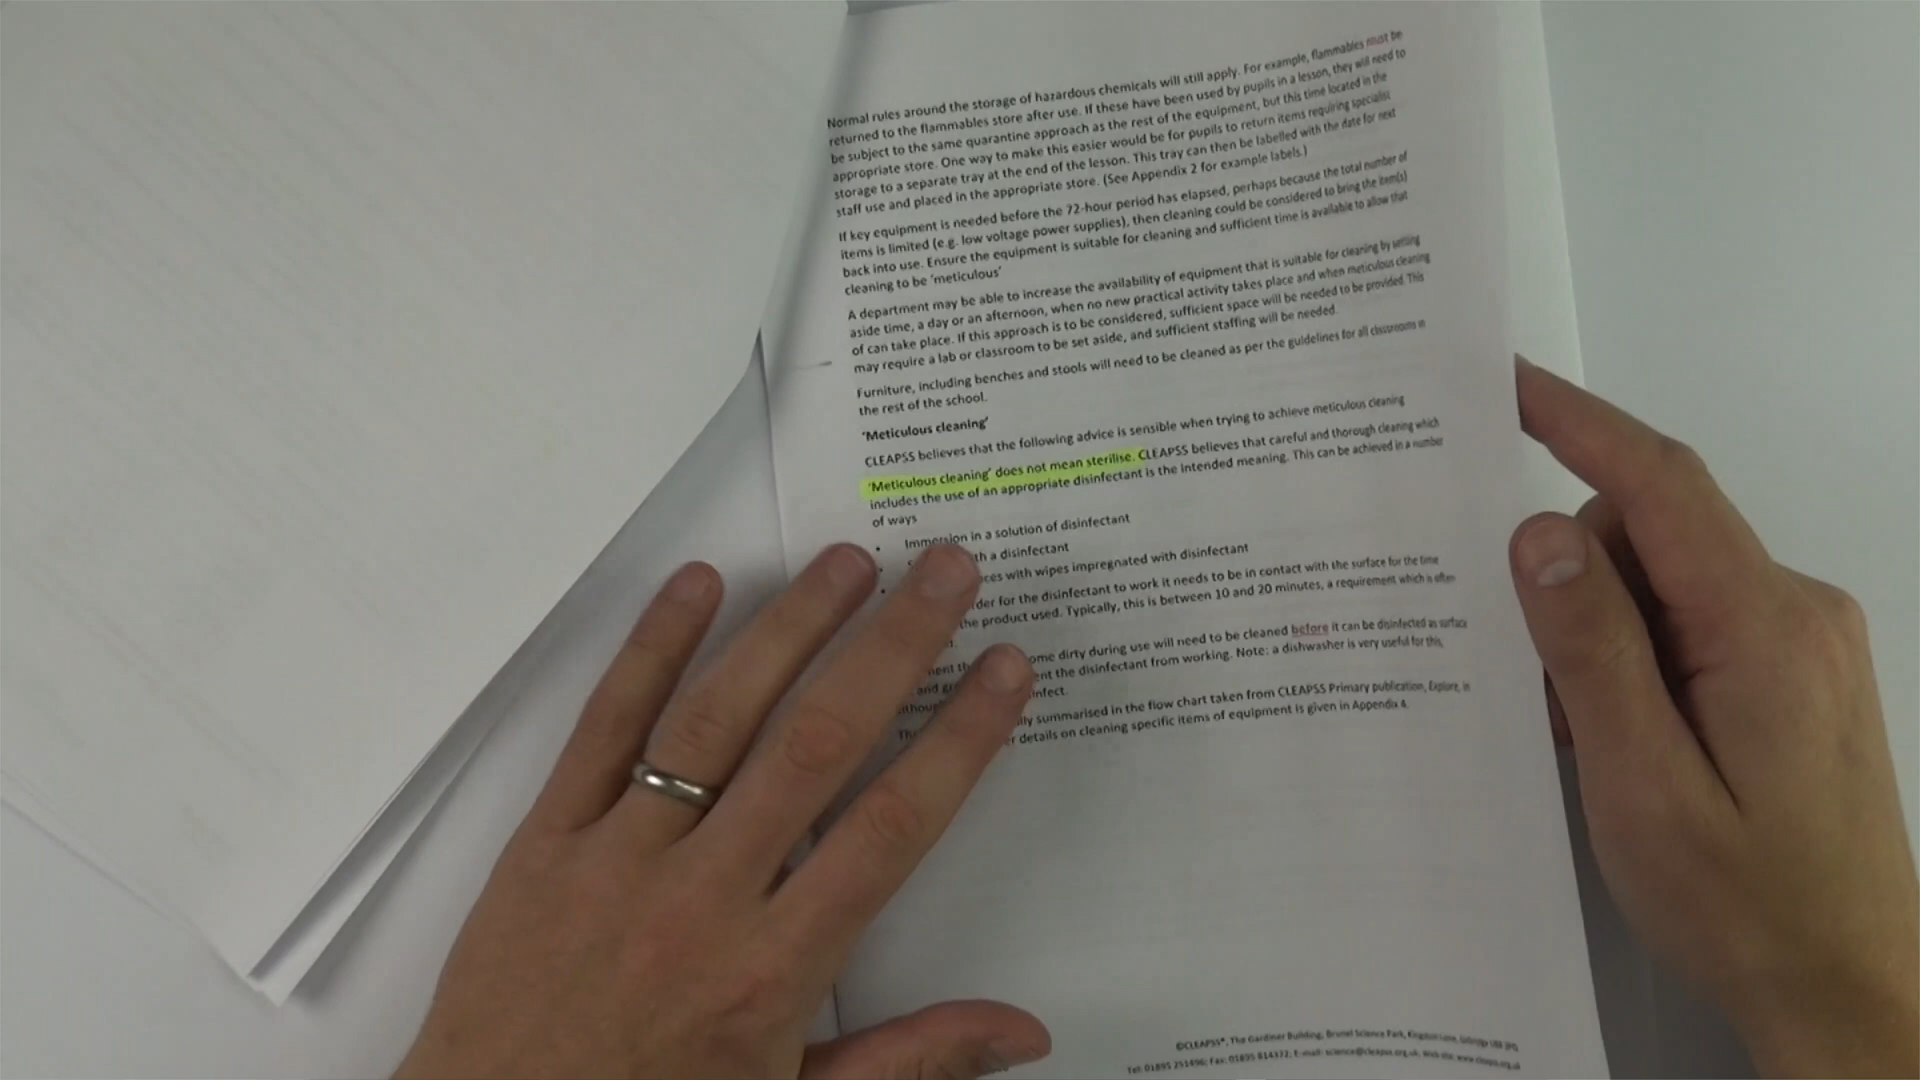 Normal rules around the storage of hazardous chemicals will still apply. For example, flammables must be
returned to the flammables store after use. If these have been used by pupils in a lesson, they will need to
be subject to the same quarantine approach as the rest of the equipment, but this time located in the
appropriate store. One way to make this easier would be for pupils to return items requiring specialist
storage to a separate tray at the end of the lesson. This tray can then be labelled with the date for next
staff use and placed in the appropriate store. (See Appendix 2 for example labels.)
If key equipment is needed before the 72-hour period has elapsed, perhaps because the total number of
items is limited (e.g. low voltage power supplies), then cleaning could be considered to bring the item(s)
back into use. Ensure the equipment is suitable for cleaning and sufficient time is available to allow that
cleaning to be ‘meticulous’
A department may be able to increase the availability of equipment that is suitable for cleaning by setting
aside time, a day or an afternoon, when no new practical activity takes place and when meticulous cleaning
of can take place. If this approach is to be considered, sufficient space will be needed to be provided. This
may require a lab or classroom to be set aside, and sufficient staffing will be needed.
Furniture, including benches and stools will need to be cleaned as per the guidelines for all classrooms in
the rest of the school.
‘Meticulous cleaning’
CLEAPSS believes that the following advice is sensible when trying to achieve meticulous cleaning
‘Meticulous cleaning’ does not mean sterilise. CLEAPSS believes that careful and thorough cleaning which
includes the use of an appropriate disinfectant is the intended meaning. This can be achieved in a number
of ways
• Immersion in a solution of disinfectant
• a disinfectant
• with wipes impregnated with disinfectant
for the disinfectant to work it needs to be in contact with the surface for the time
the product used. Typically, this is between 10 and 20 minutes, a requirement which is often
dirty during use will need to be cleaned before it can be disinfected as surface
and the disinfectant from working. Note: a dishwasher is very useful for this,
summarised in the flow chart taken from CLEAPSS Primary publication, Explore, in
details on cleaning specific items of equipment is given in Appendix 4.
©CLEAPSS®, The Gardiner Building, Brunel Science Park, Kingston Lane, Uxbridge UB8 3PQ
Tel: 01895 251496; Fax: 01895 814372; E-mail: science@cleapss.org.uk; Web site: www.cleapss.org.uk